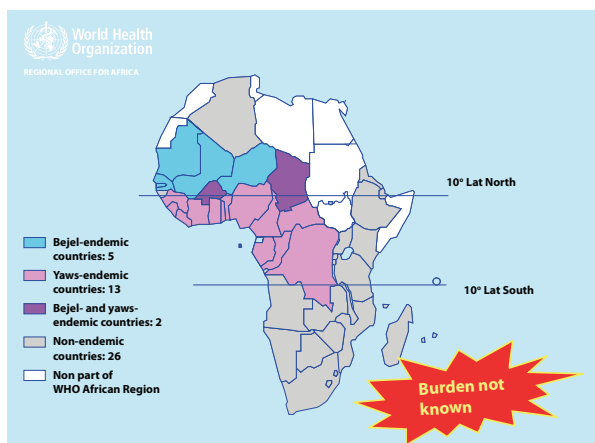 World Health
Organization
REGIONAL OFFICE FOR AFRICA
10° Lat North
Bejel-endemic
countries: 5
Yaws-endemic
countries: 13
10° Lat South
Bejel- and yaws-
endemic countries: 2
Non-endemic
countries: 26
Non part of
WHO African Region
Burden not
known